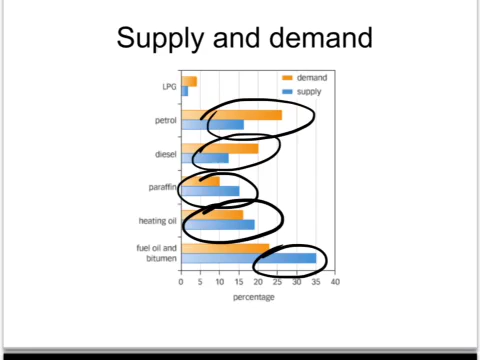 Supply and demand
demand
supply
LPG
petrol
diesel
paraffin
heating oil
fuel oil and
bitumen
0 5 10 15 20 25 30 35 40
percentage